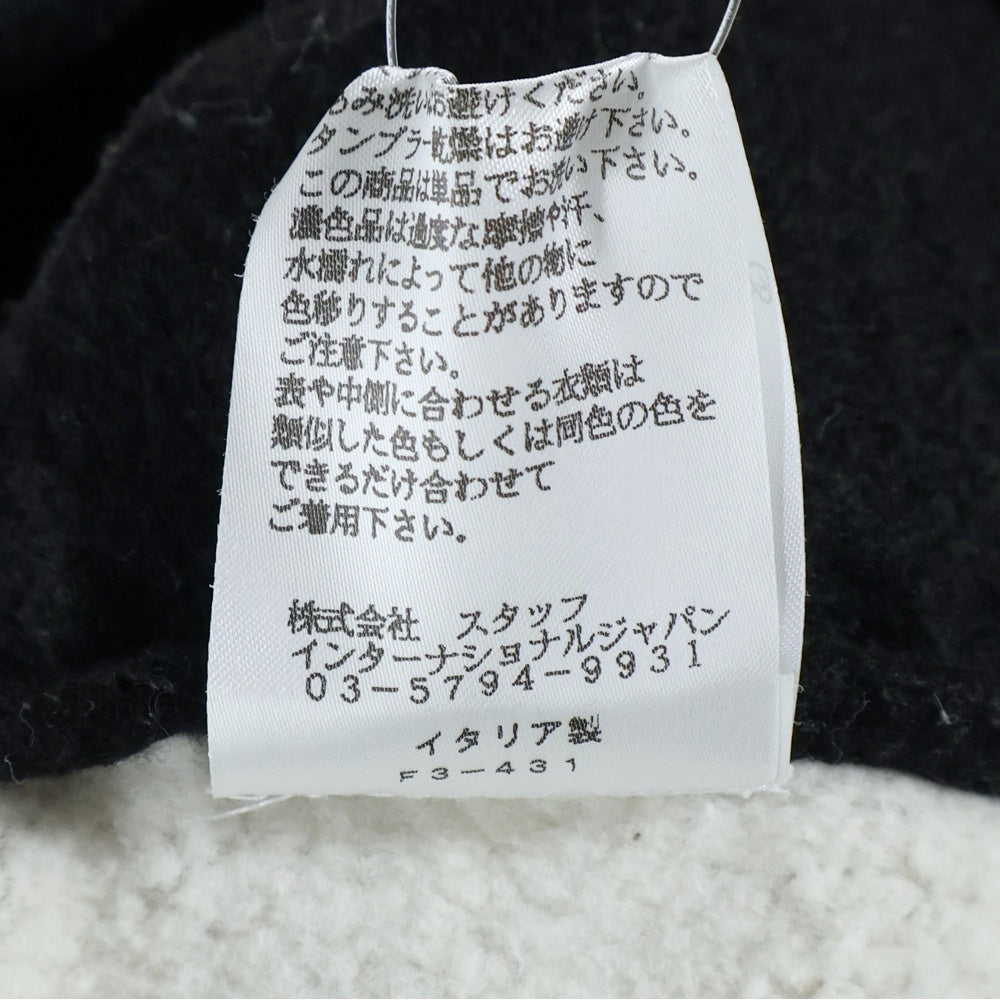 もみ洗いお避けください。
タンブラー乾燥はお避け下さい。
この商品は単品でお洗い下さい。
濃色品は過度な摩擦や汗、
水濡れによって他の物に
色移りすることがありますので
ご注意下さい。
表や中側に合わせる衣類は
類似した色もしくは同色の色を
できるだけ合わせて
ご着用下さい。
株式会社 スタッフ
インターナショナルジャパン
03-5794-9931
イタリア製
F3-431